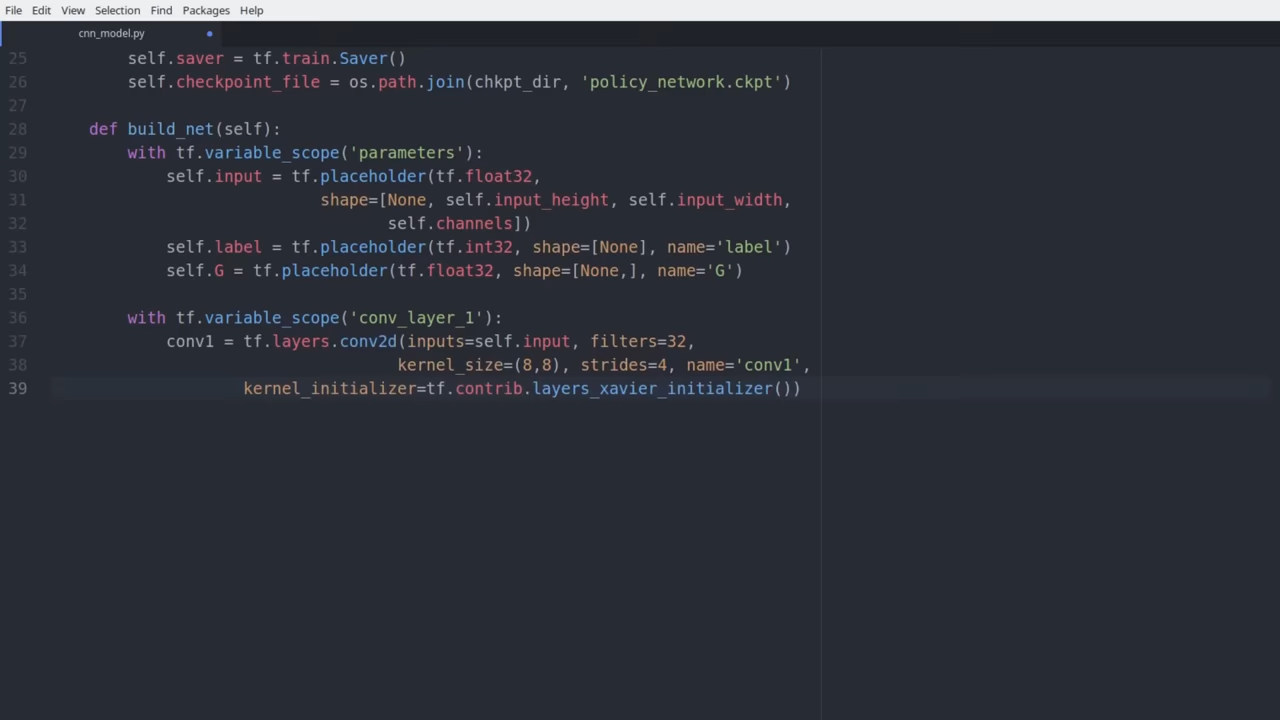 File Edit View Selection Find Packages Help
cnn_model.py
25 self.saver = tf.train.Saver()
26 self.checkpoint_file = os.path.join(chkpt_dir, 'policy_network.ckpt')
27
28 def build_net(self):
29 with tf.variable_scope('parameters'):
30 self.input = tf.placeholder(tf.float32,
31 shape=[None, self.input_height, self.input_width,
32 self.channels])
33 self.label = tf.placeholder(tf.int32, shape=[None], name='label')
34 self.G = tf.placeholder(tf.float32, shape=[None,], name='G')
35
36 with tf.variable_scope('conv_layer_1'):
37 conv1 = tf.layers.conv2d(inputs=self.input, filters=32,
38 kernel_size=(8,8), strides=4, name='conv1',
39 kernel_initializer=tf.contrib.layers_xavier_initializer())